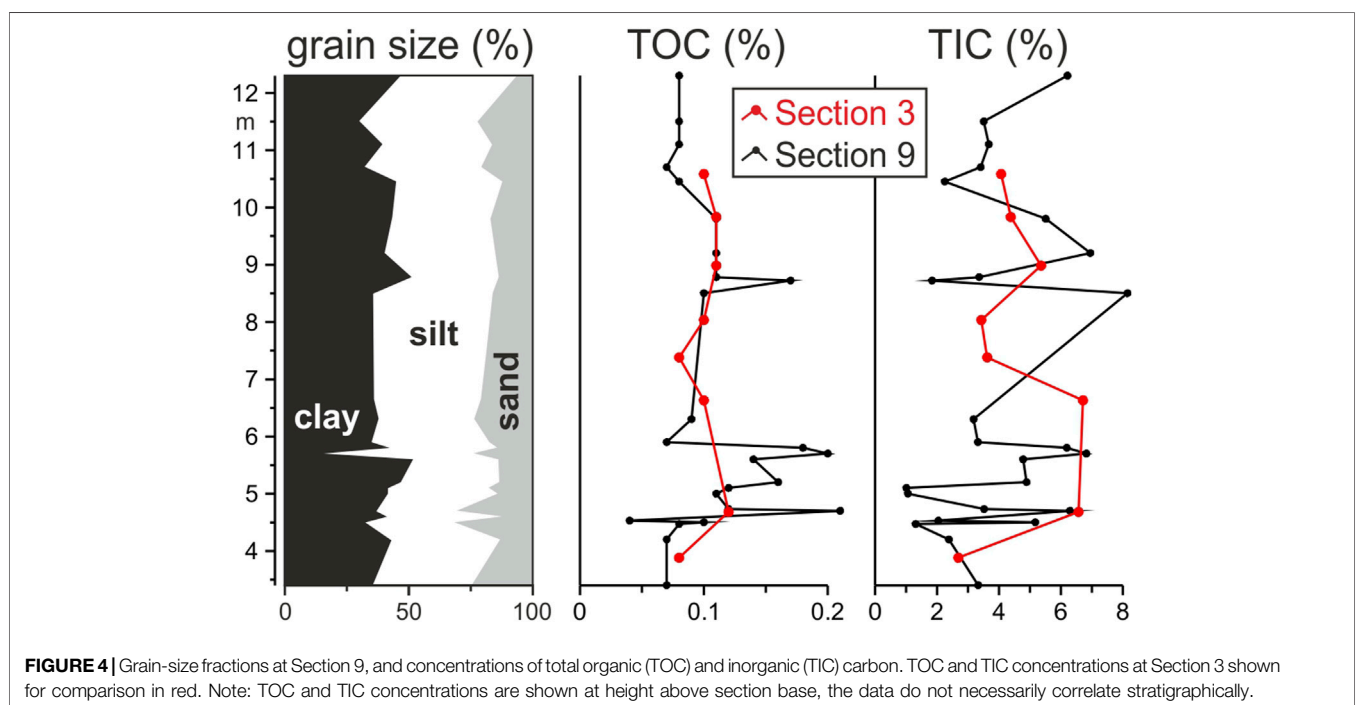 grain size (%) TOC (%) TIC (%)
12
m
11
10
9
8
7
6
5
4
clay
silt
sand
Section 3
Section 9
0 50 100
0 0.1 0.2
0 2 4 6 8
FIGURE 4 | Grain-size fractions at Section 9, and concentrations of total organic (TOC) and inorganic (TIC) carbon. TOC and TIC concentrations at Section 3 shown
for comparison in red. Note: TOC and TIC concentrations are shown at height above section base, the data do not necessarily correlate stratigraphically.